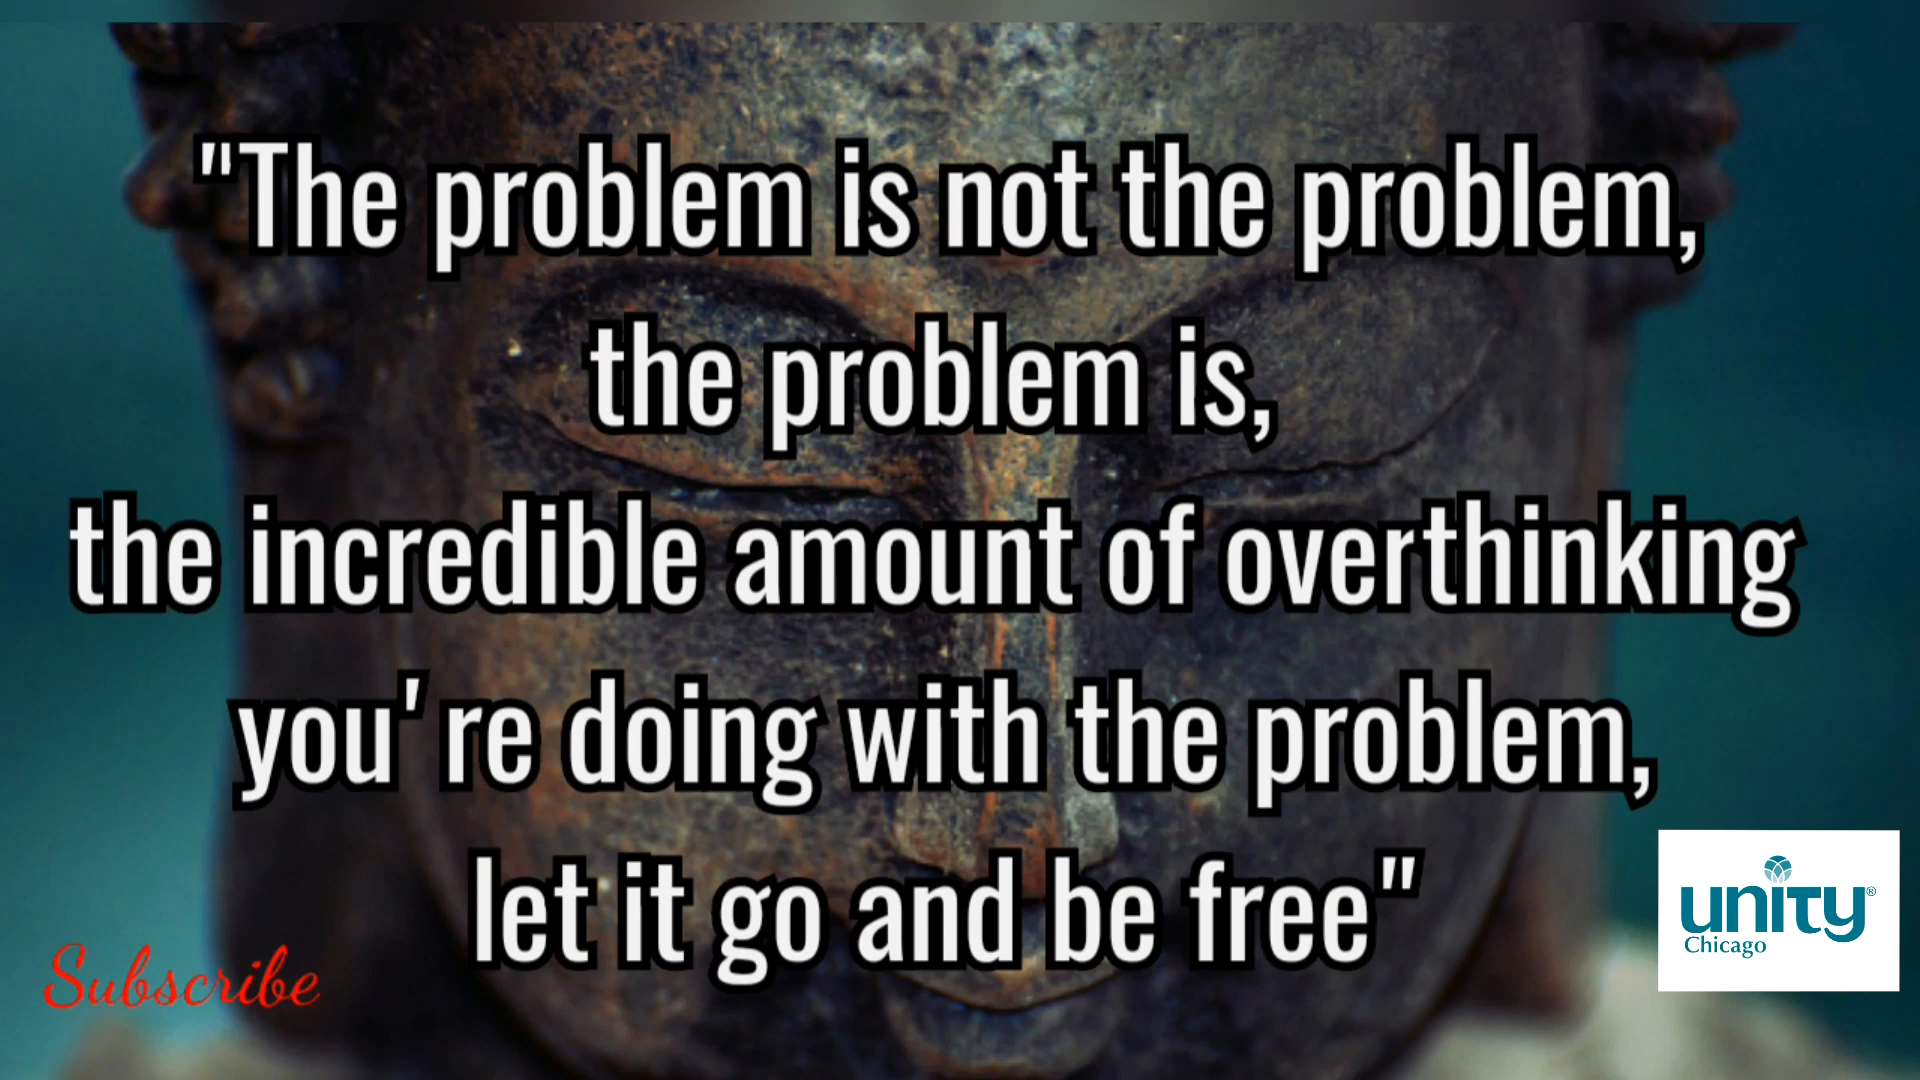 "The problem is not the problem,
the problem is,
the incredible amount of overthinking
you're doing with the problem,
let it go and be free"
Subscribe
unity®
Chicago